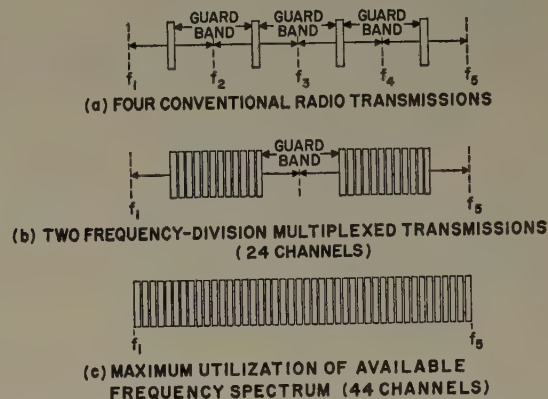 GUARD BAND GUARD BAND GUARD BAND
f1 f2 f3 f4 f5
(a) FOUR CONVENTIONAL RADIO TRANSMISSIONS
GUARD
BAND
f1 f5
(b) TWO FREQUENCY-DIVISION MULTIPLEXED TRANSMISSIONS
(24 CHANNELS)
f1 f5
(c) MAXIMUM UTILIZATION OF AVAILABLE
FREQUENCY SPECTRUM (44 CHANNELS)